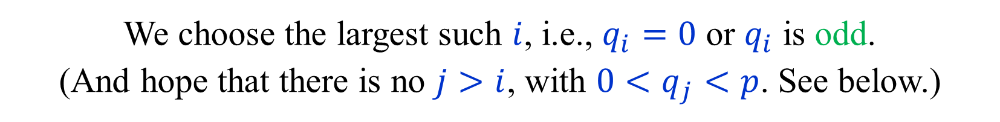 We choose the largest such i, i.e., qᵢ = 0 or qᵢ is odd.
(And hope that there is no j > i, with 0 < qⱼ < p. See below.)